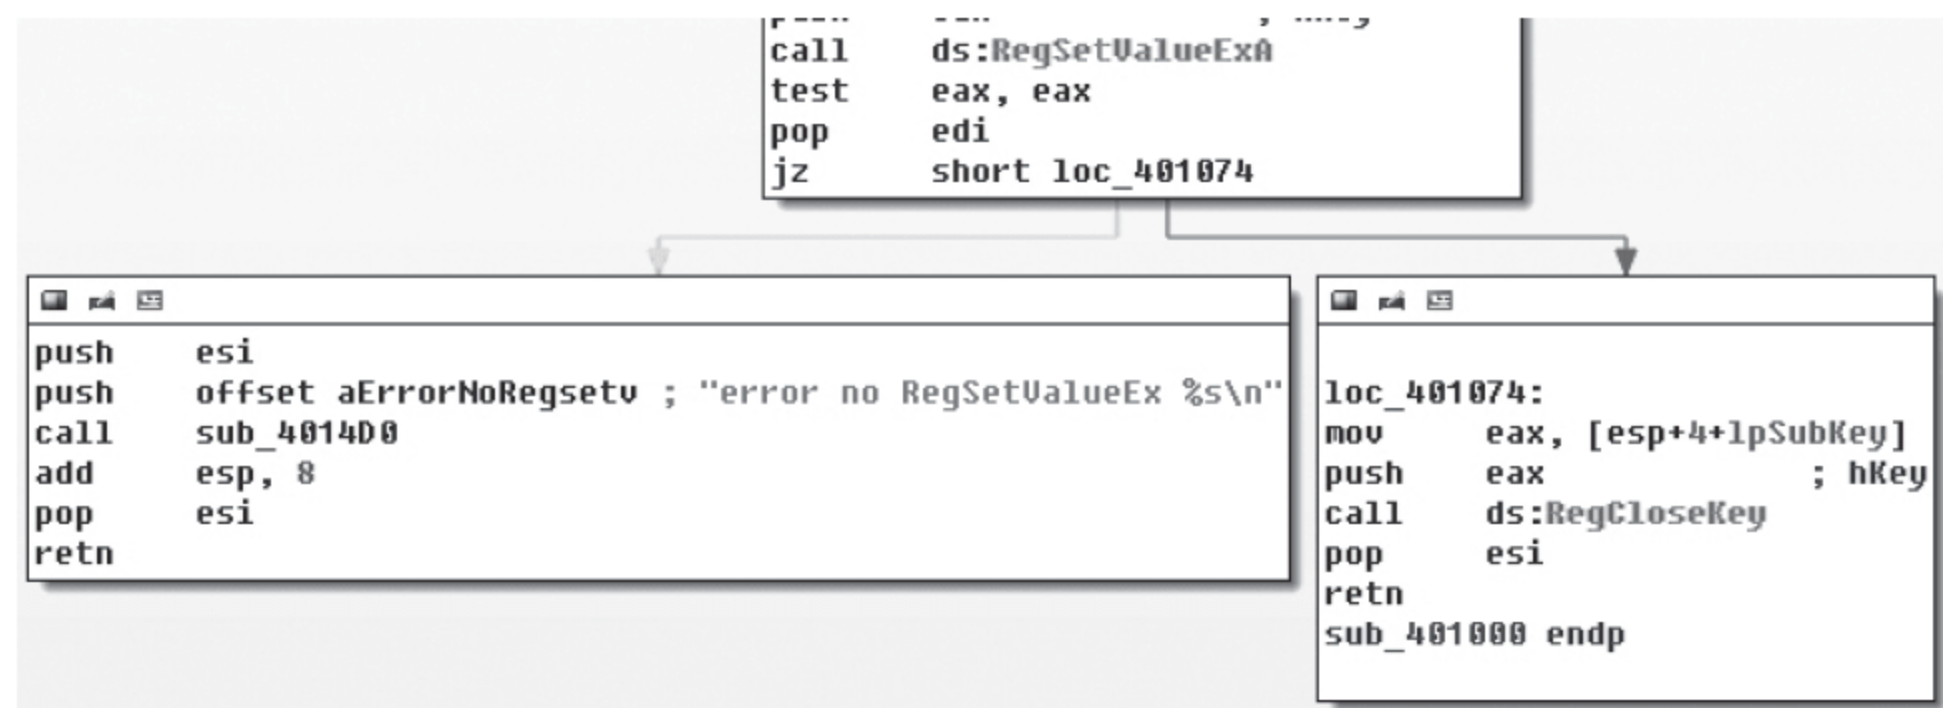 call ds:RegSetValueExA
test eax, eax
pop edi
jz short loc_401074
push esi
push offset aErrorNoRegsetv ; "error no RegSetValueEx %s\n"
call sub_4014D0
add esp, 8
pop esi
retn
loc_401074:
mov eax, [esp+4+lpSubKey]
push eax ; hKey
call ds:RegCloseKey
pop esi
retn
sub_401000 endp